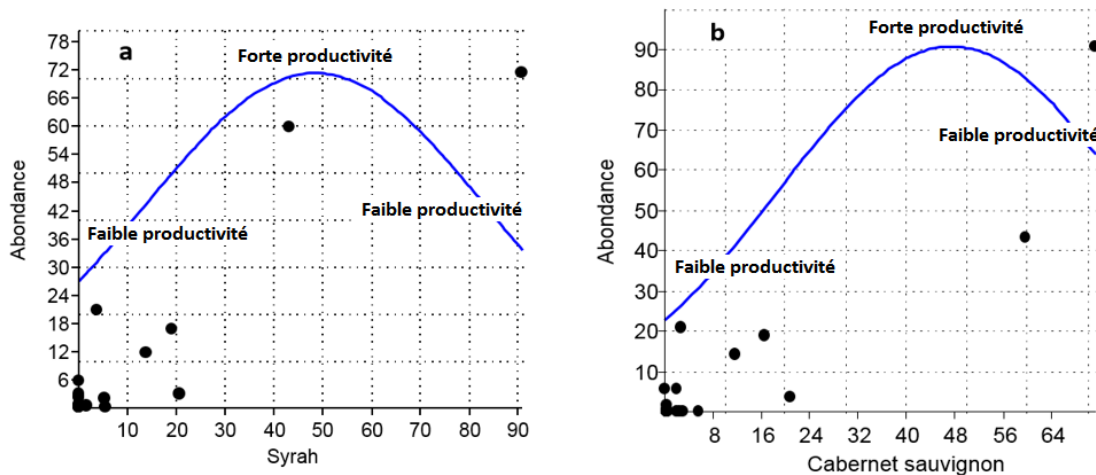 a
Forte productivité
Faible productivité
Faible productivité
Abondance
78
72
66
60
54
48
42
36
30
24
18
12
6
10 20 30 40 50 60 70 80 90
Syrah
b
Forte productivité
Faible productivité
Faible productivité
Abondance
90
80
70
60
50
40
30
20
10
8 16 24 32 40 48 56 64
Cabernet sauvignon